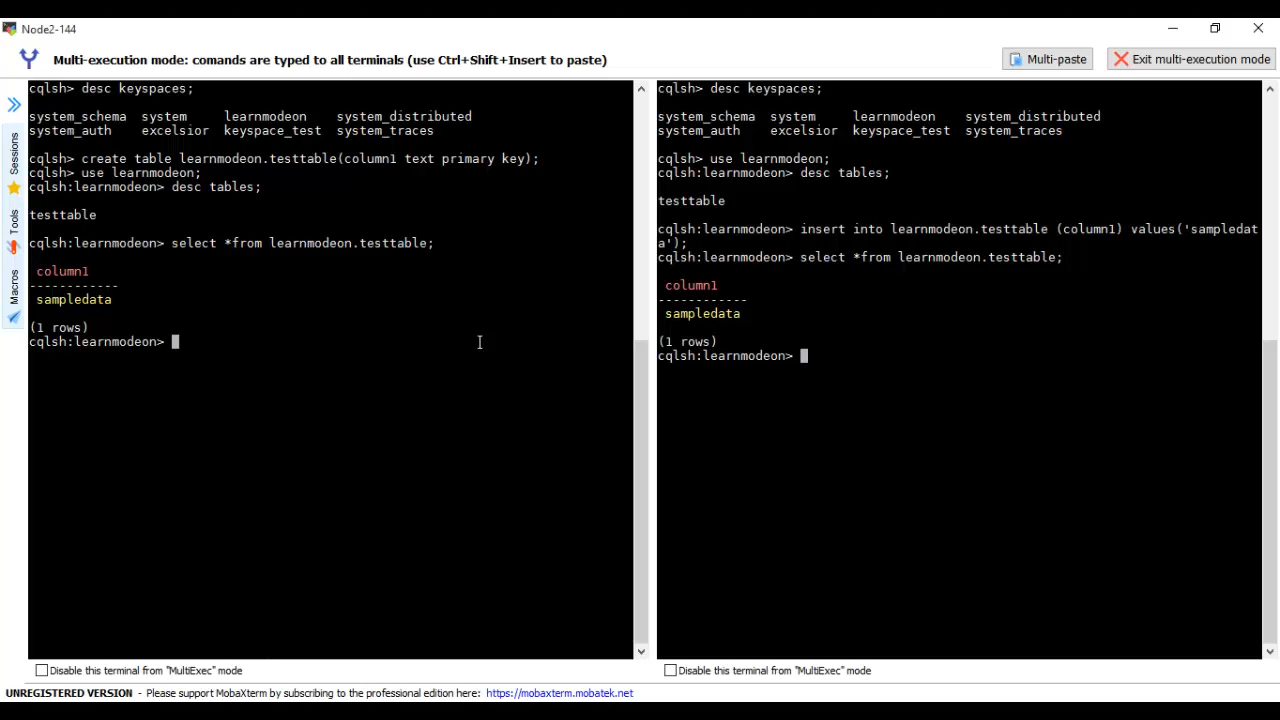 Node2-144
Multi-execution mode: comands are typed to all terminals (use Ctrl+Shift+Insert to paste)
Multi-paste
Exit multi-execution mode
Sessions
Tools
Macros
cqlsh> desc keyspaces;
system_schema  system     learnmodeon    system_distributed
system_auth    excelsior  keyspace_test  system_traces
cqlsh> create table learnmodeon.testtable(column1 text primary key);
cqlsh> use learnmodeon;
cqlsh:learnmodeon> desc tables;
testtable
cqlsh:learnmodeon> select *from learnmodeon.testtable;
column1
------------
sampledata
(1 rows)
cqlsh:learnmodeon>
cqlsh> desc keyspaces;
system_schema  system     learnmodeon    system_distributed
system_auth    excelsior  keyspace_test  system_traces
cqlsh> use learnmodeon;
cqlsh:learnmodeon> desc tables;
testtable
cqlsh:learnmodeon> insert into learnmodeon.testtable (column1) values('sampledat
a');
cqlsh:learnmodeon> select *from learnmodeon.testtable;
column1
------------
sampledata
(1 rows)
cqlsh:learnmodeon>
Disable this terminal from "MultiExec" mode
Disable this terminal from "MultiExec" mode
UNREGISTERED VERSION - Please support MobaXterm by subscribing to the professional edition here: https://mobaxterm.mobatek.net